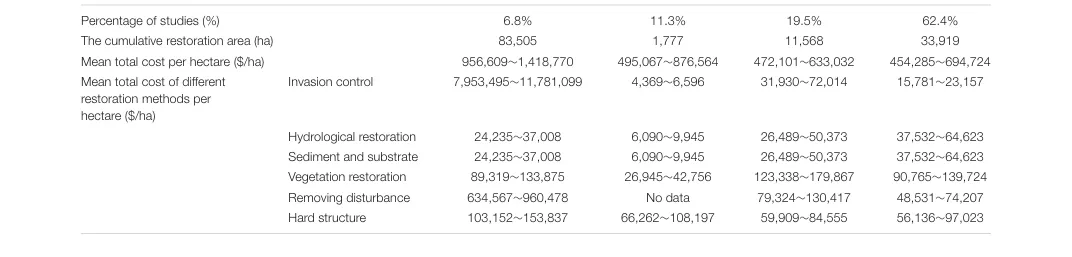 Percentage of studies (%) 6.8% 11.3% 19.5% 62.4%
The cumulative restoration area (ha) 83,505 1,777 11,568 33,919
Mean total cost per hectare ($/ha) 956,609~1,418,770 495,067~876,564 472,101~633,032 454,285~694,724
Mean total cost of different Invasion control 7,953,495~11,781,099 4,369~6,596 31,930~72,014 15,781~23,157
restoration methods per
hectare ($/ha)
Hydrological restoration 24,235~37,008 6,090~9,945 26,489~50,373 37,532~64,623
Sediment and substrate 24,235~37,008 6,090~9,945 26,489~50,373 37,532~64,623
Vegetation restoration 89,319~133,875 26,945~42,756 123,338~179,867 90,765~139,724
Removing disturbance 634,567~960,478 No data 79,324~130,417 48,531~74,207
Hard structure 103,152~153,837 66,262~108,197 59,909~84,555 56,136~97,023